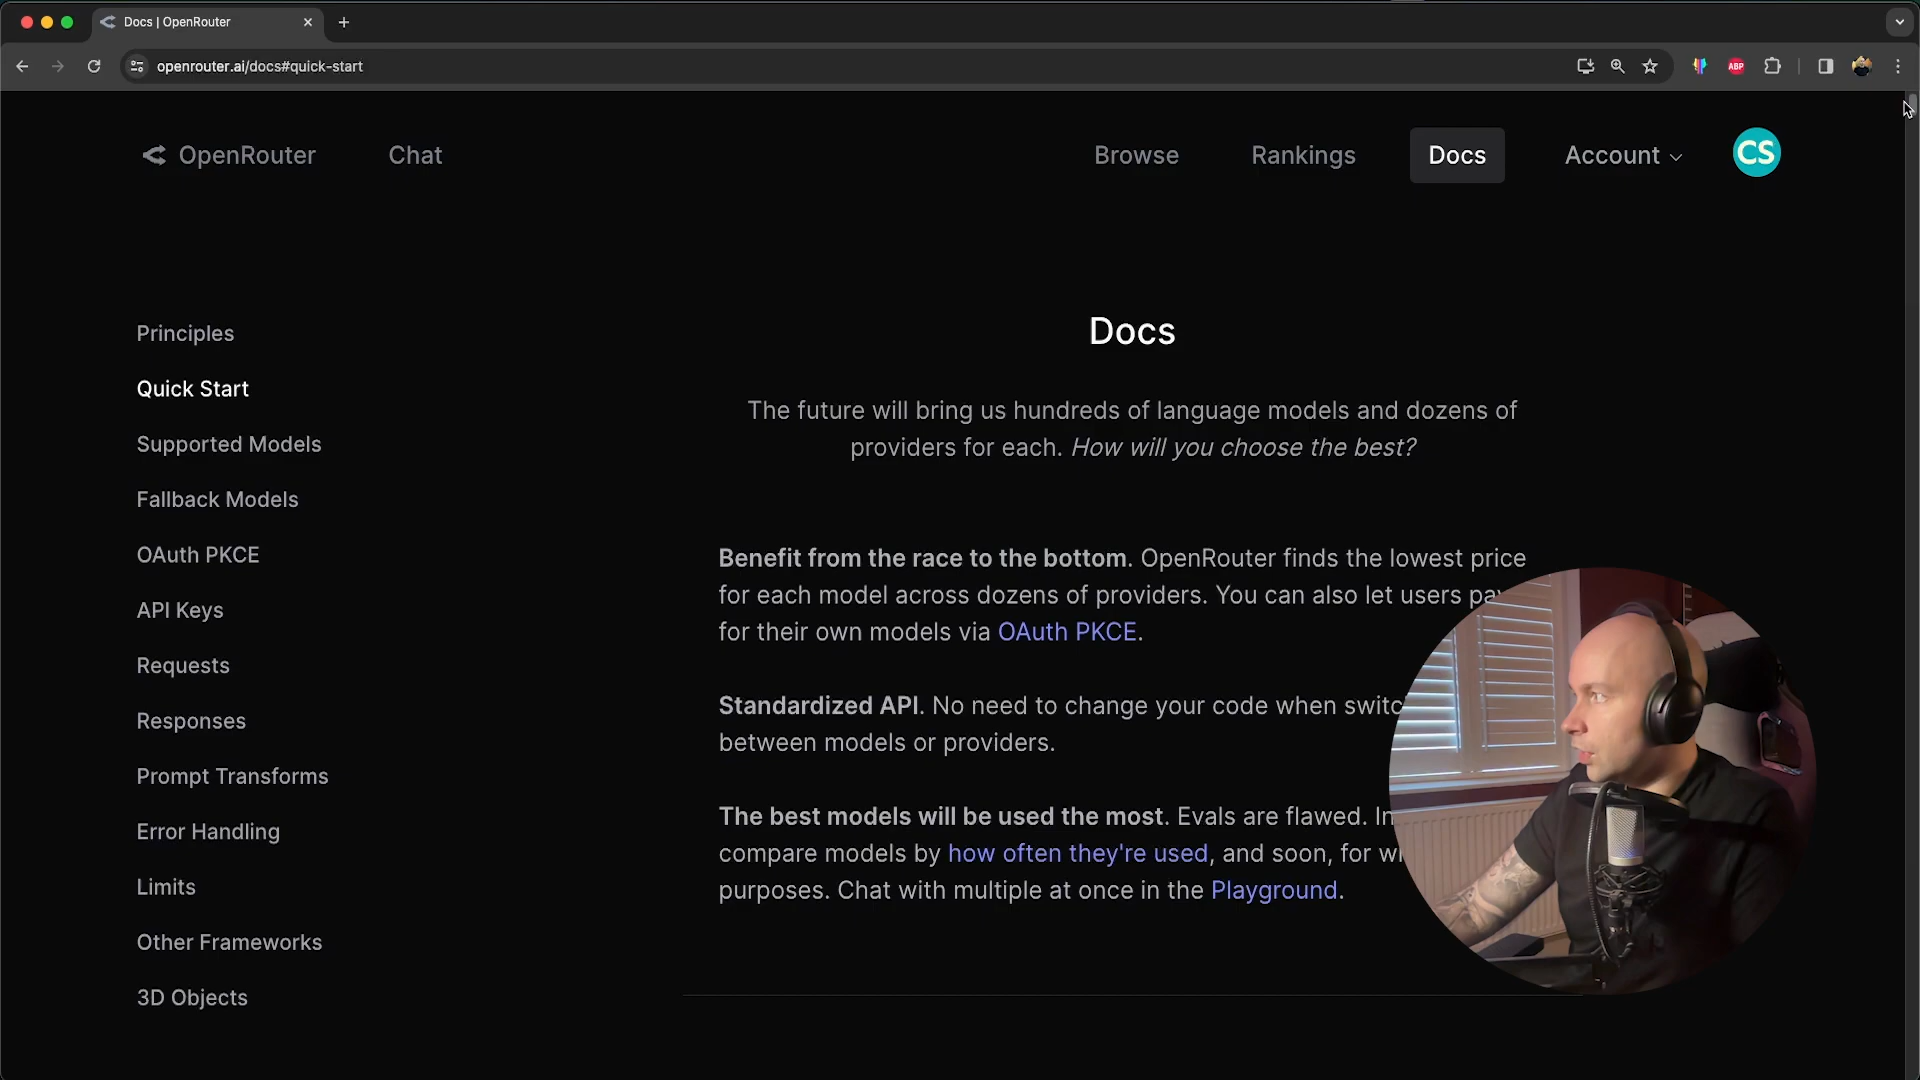 Docs | OpenRouter
openrouter.ai/docs#quick-start
ABP
OpenRouter
Chat
Browse
Rankings
Docs
Account
CS
Principles
Quick Start
Supported Models
Fallback Models
OAuth PKCE
API Keys
Requests
Responses
Prompt Transforms
Error Handling
Limits
Other Frameworks
3D Objects
Docs
The future will bring us hundreds of language models and dozens of
providers for each. How will you choose the best?
Benefit from the race to the bottom. OpenRouter finds the lowest price
for each model across dozens of providers. You can also let users
for their own models via OAuth PKCE.
Standardized API. No need to change your code when
between models or providers.
The best models will be used the most. Evals are flawed.
compare models by how often they're used, and soon, for
purposes. Chat with multiple at once in the Playground.